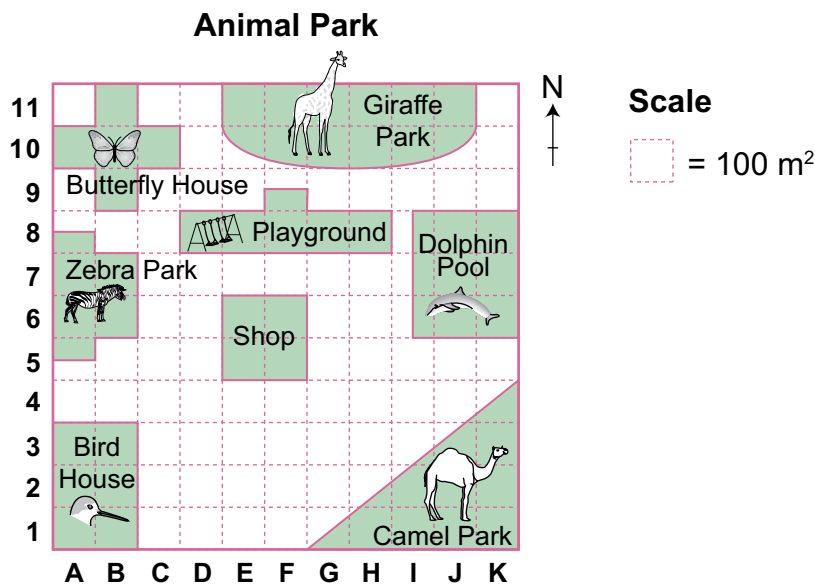 Animal Park
11
10
9
8
7
6
5
4
3
2
1
A B C D E F G H I J K
Giraffe
Park
Butterfly House
Playground
Dolphin
Pool
Zebra Park
Shop
Bird
House
Camel Park
N
Scale
= 100 m²